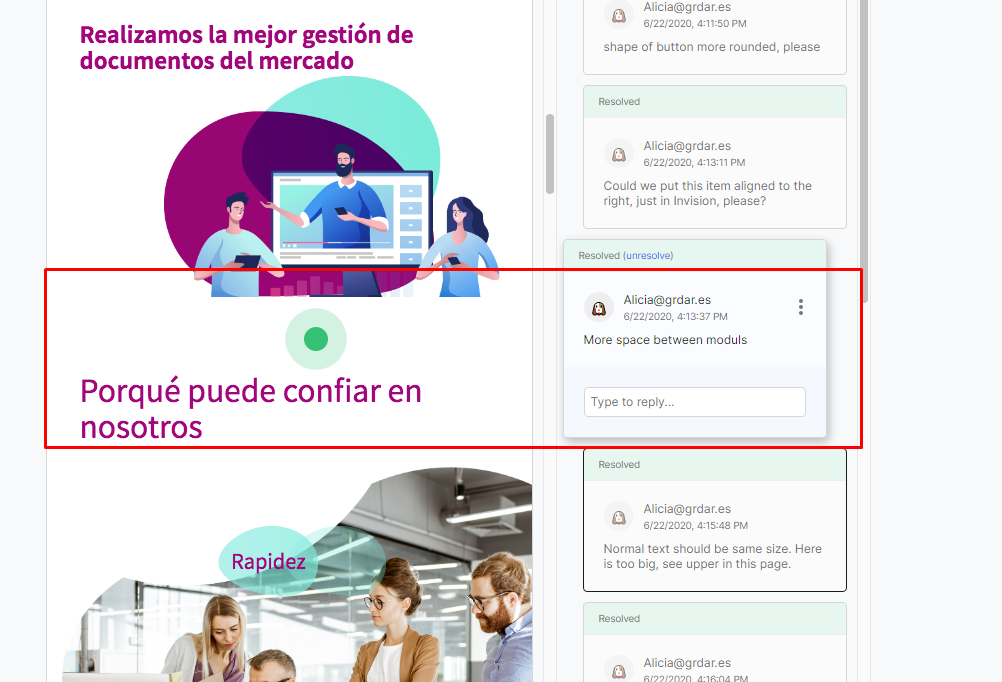 Realizamos la mejor gestión de
documentos del mercado
Porqué puede confiar en
nosotros
Rapidez
Alicia@grdar.es
6/22/2020, 4:11:50 PM
shape of button more rounded, please
Resolved
Alicia@grdar.es
6/22/2020, 4:13:11 PM
Could we put this item aligned to the
right, just in Invision, please?
Resolved (unresolve)
Alicia@grdar.es
6/22/2020, 4:13:37 PM
More space between moduls
Type to reply...
Resolved
Alicia@grdar.es
6/22/2020, 4:15:48 PM
Normal text should be same size. Here
is too big, see upper in this page.
Resolved
Alicia@grdar.es
6/22/2020, 4:16:04 PM